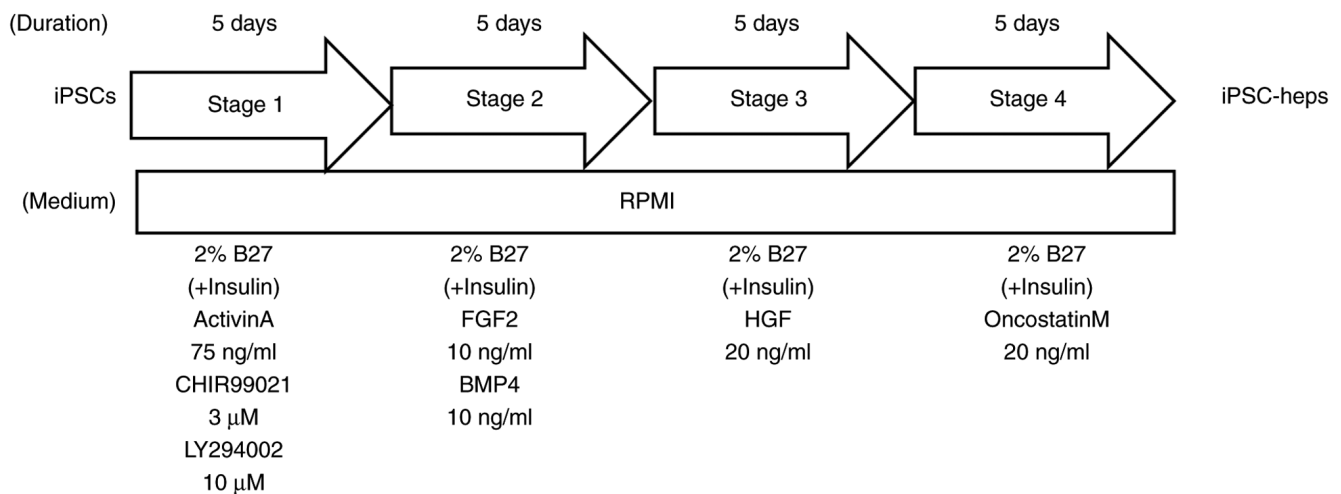 (Duration) 5 days 5 days 5 days 5 days
iPSCs Stage 1 Stage 2 Stage 3 Stage 4 iPSC-heps
(Medium) RPMI
2% B27 2% B27 2% B27 2% B27
(+Insulin) (+Insulin) (+Insulin) (+Insulin)
ActivinA FGF2 HGF OncostatinM
75 ng/ml 10 ng/ml 20 ng/ml 20 ng/ml
CHIR99021 BMP4
3 μM 10 ng/ml
LY294002
10 μM